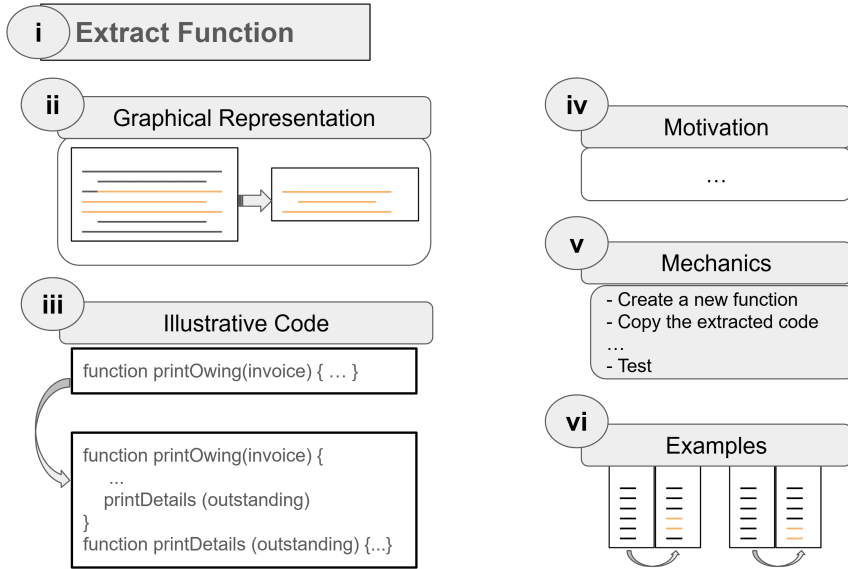 i Extract Function
ii
Graphical Representation
iii
Illustrative Code
function printOwing(invoice) { ... }
function printOwing(invoice) {
...
printDetails (outstanding)
}
function printDetails (outstanding) {...}
iv
Motivation
...
v
Mechanics
- Create a new function
- Copy the extracted code
...
- Test
vi
Examples